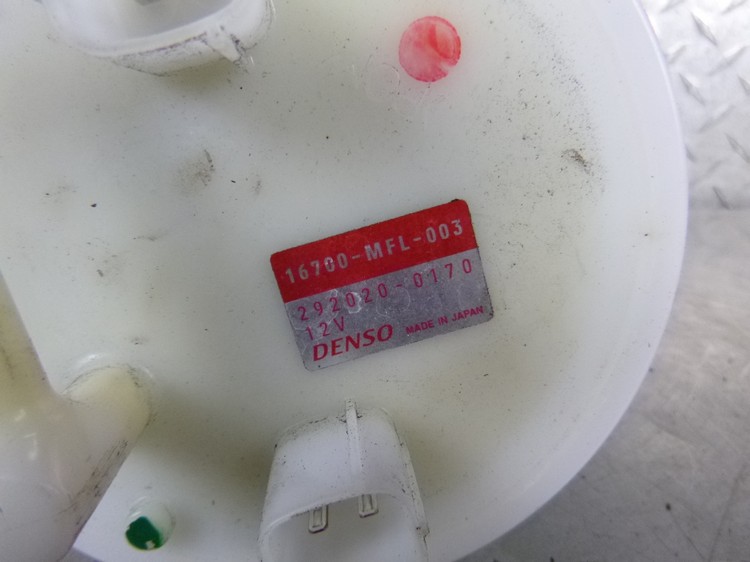 16700-MFL-003
292020-0170
12V
DENSO MADE IN JAPAN